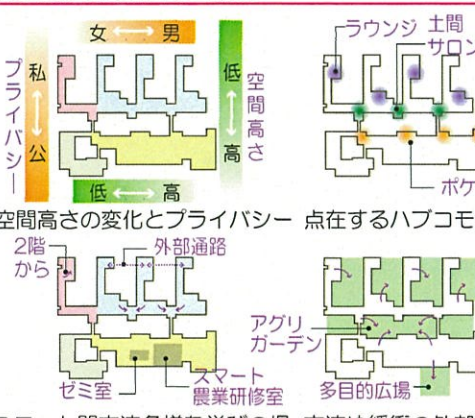 女 ⟷ 男
プライバシー
私 ⟷ 公
低 ⟷ 高
空間高さ
低 ⟷ 高
ラウンジ
土間
サロン
ポケ
空間高さの変化とプライバシー
点在するハブコモ
2階
から
外部通路
ゼミ室
スマート
農業研修室
アグリ
ガーデン
多目的広場